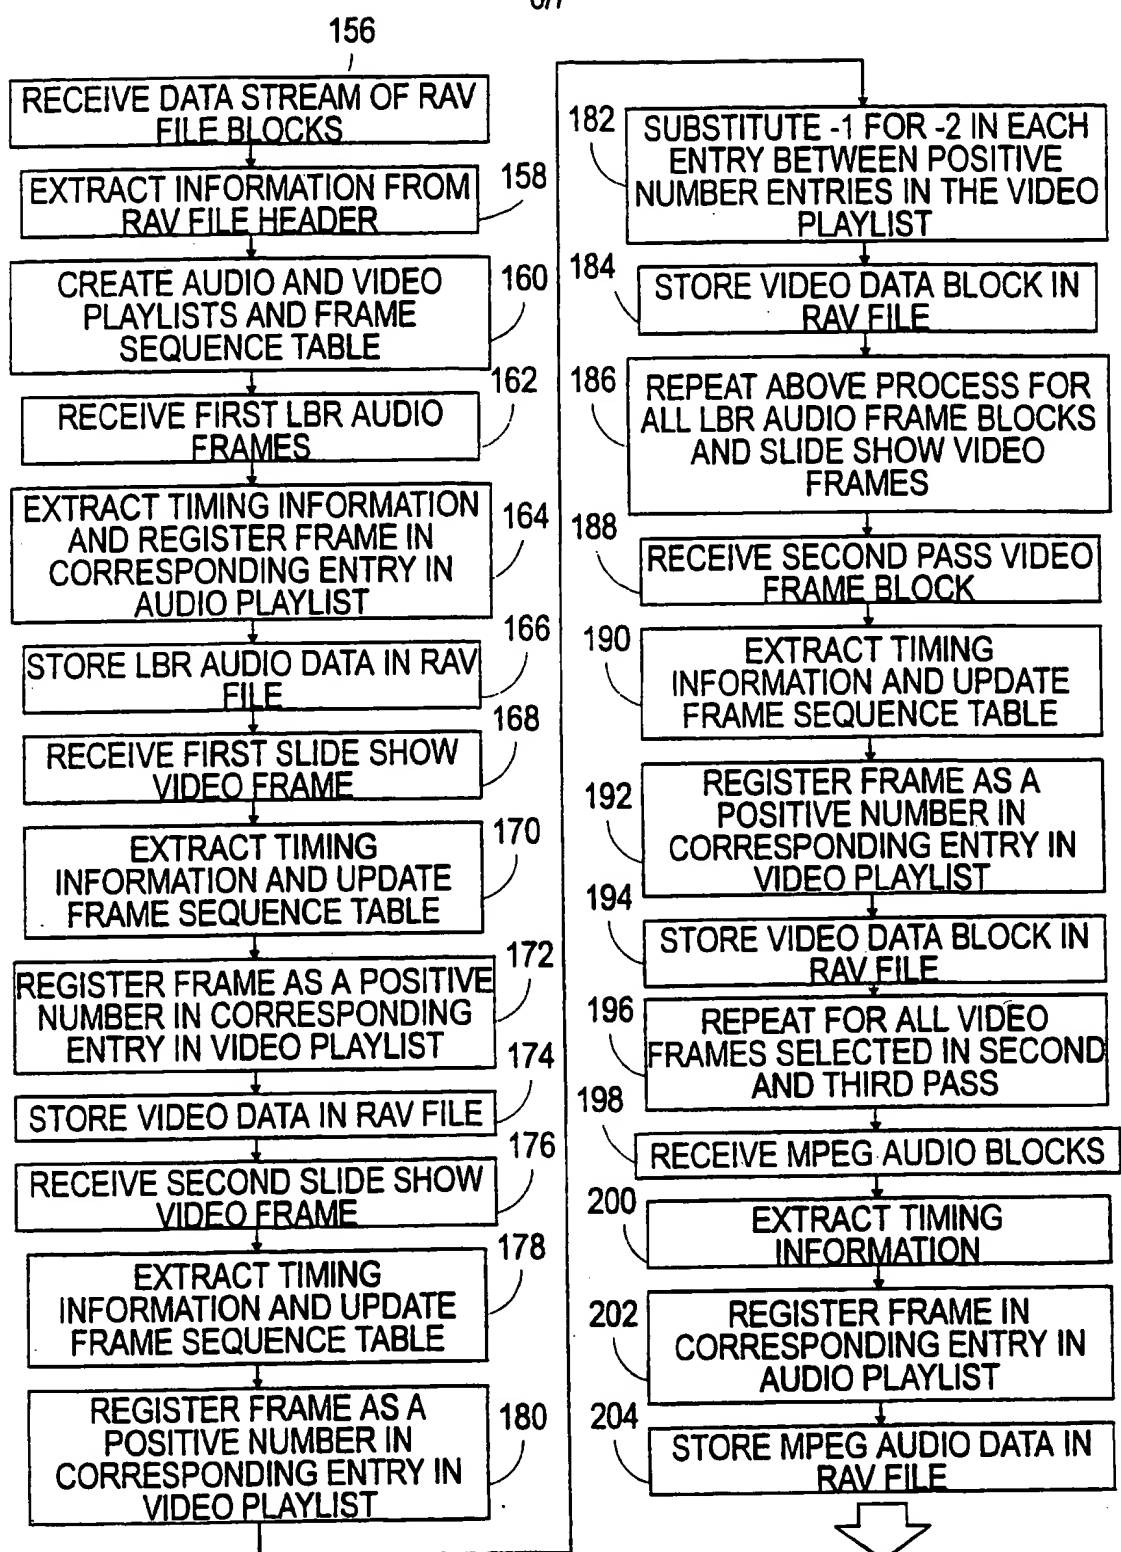 156
RECEIVE DATA STREAM OF RAV
FILE BLOCKS
158
EXTRACT INFORMATION FROM
RAV FILE HEADER
160
CREATE AUDIO AND VIDEO
PLAYLISTS AND FRAME
SEQUENCE TABLE
162
RECEIVE FIRST LBR AUDIO
FRAMES
164
EXTRACT TIMING INFORMATION
AND REGISTER FRAME IN
CORRESPONDING ENTRY IN
AUDIO PLAYLIST
166
STORE LBR AUDIO DATA IN RAV
FILE
168
RECEIVE FIRST SLIDE SHOW
VIDEO FRAME
170
EXTRACT TIMING
INFORMATION AND UPDATE
FRAME SEQUENCE TABLE
172
REGISTER FRAME AS A POSITIVE
NUMBER IN CORRESPONDING
ENTRY IN VIDEO PLAYLIST
174
STORE VIDEO DATA IN RAV FILE
176
RECEIVE SECOND SLIDE SHOW
VIDEO FRAME
178
EXTRACT TIMING
INFORMATION AND UPDATE
FRAME SEQUENCE TABLE
180
REGISTER FRAME AS A
POSITIVE NUMBER IN
CORRESPONDING ENTRY IN
VIDEO PLAYLIST
182
SUBSTITUTE -1 FOR -2 IN EACH
ENTRY BETWEEN POSITIVE
NUMBER ENTRIES IN THE VIDEO
PLAYLIST
184
STORE VIDEO DATA BLOCK IN
RAV FILE
186
REPEAT ABOVE PROCESS FOR
ALL LBR AUDIO FRAME BLOCKS
AND SLIDE SHOW VIDEO
FRAMES
188
RECEIVE SECOND PASS VIDEO
FRAME BLOCK
190
EXTRACT TIMING
INFORMATION AND UPDATE
FRAME SEQUENCE TABLE
192
REGISTER FRAME AS A
POSITIVE NUMBER IN
CORRESPONDING ENTRY IN
VIDEO PLAYLIST
194
STORE VIDEO DATA BLOCK IN
RAV FILE
196
REPEAT FOR ALL VIDEO
FRAMES SELECTED IN SECOND
AND THIRD PASS
198
RECEIVE MPEG AUDIO BLOCKS
200
EXTRACT TIMING
INFORMATION
202
REGISTER FRAME IN
CORRESPONDING ENTRY IN
AUDIO PLAYLIST
204
STORE MPEG AUDIO DATA IN
RAV FILE